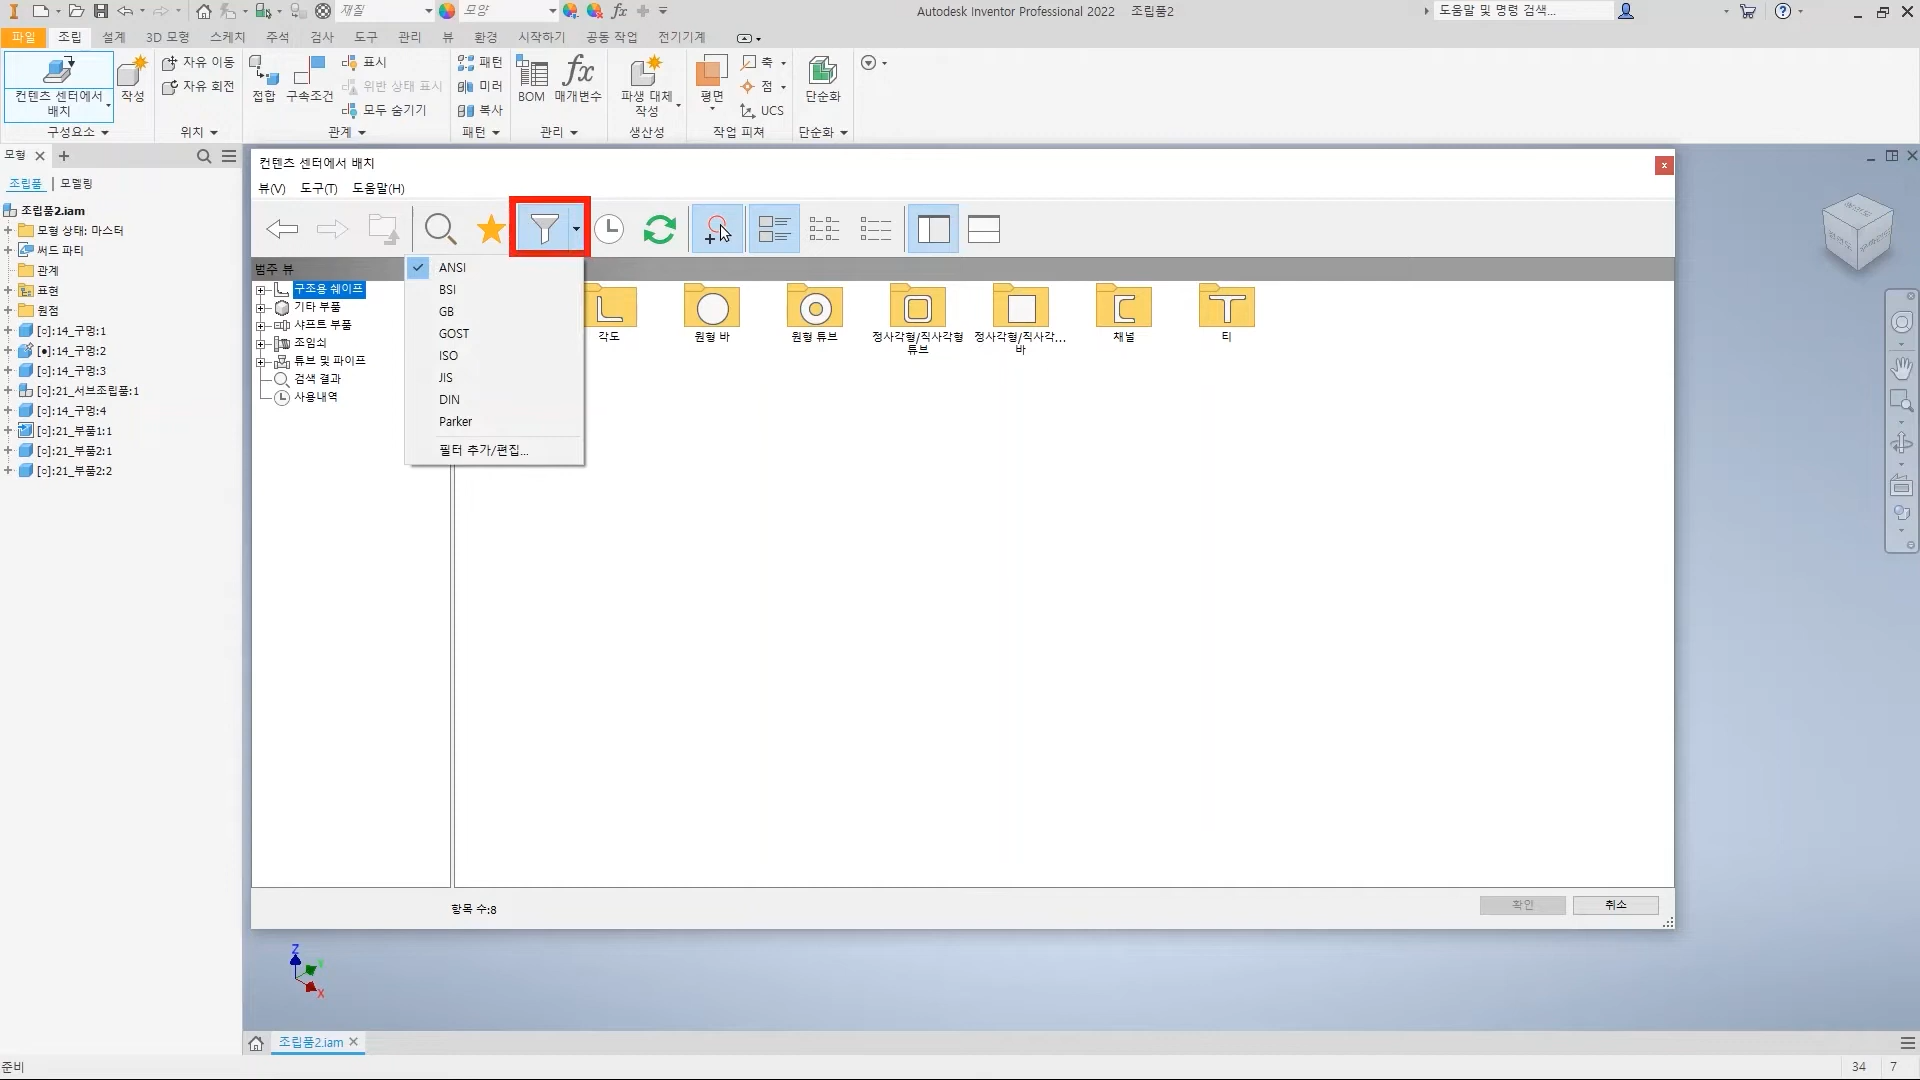 재질
모양
fx
Autodesk Inventor Professional 2022 조립품2
도움말 및 명령 검색...
파일 조립 설계 3D 모형 스케치 주석 검사 도구 관리 뷰 환경 시작하기 공동 작업 전기기계
컨텐츠 센터에서
배치
작성
구성요소
자유 이동
자유 회전
위치
접합
구속조건
표시
위반 상태 표시
모두 숨기기
관계
패턴
미러
복사
패턴
BOM
fx
매개변수
관리
파생 대체
작성
생산성
평면
축
점
UCS
작업 피쳐
단순화
단순화
모형
조립품 | 모델링
조립품2.iam
모형 상태: 마스터
써드 파티
관계
표현
원점
[○]:14_구멍:1
[●]:14_구멍:2
[○]:14_구멍:3
[○]:21_서브조립품:1
[○]:14_구멍:4
[○]:21_부품1:1
[○]:21_부품2:1
[○]:21_부품2:2
컨텐츠 센터에서 배치
x
뷰(V) 도구(T) 도움말(H)
범주 뷰
구조용 쉐이프
기타 부품
샤프트 부품
조임쇠
튜브 및 파이프
검색 결과
사용내역
ANSI
BSI
GB
GOST
ISO
JIS
DIN
Parker
필터 추가/편집...
각도
원형 바
원형 튜브
정사각형/직사각형
튜브
정사각형/직사각...
바
채널
티
항목 수:8
확인
취소
Z
Y
X
조립품2.iam
준비
34 7